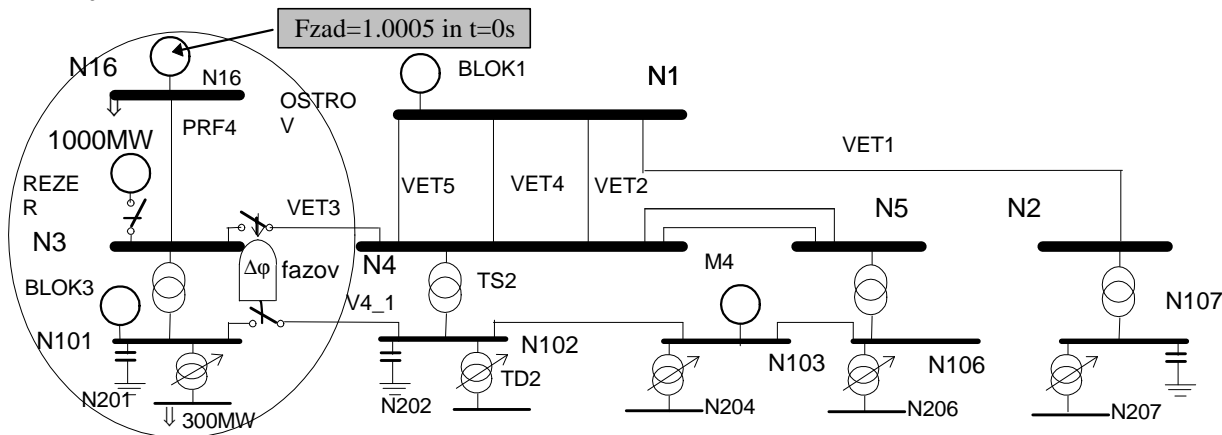 Fzad=1.0005 in t=0s
N16
N16
BLOK1
N1
OSTRO
V
PRF4
1000MW
REZE
R
VET3
VET5
VET4
VET2
VET1
N5
N2
N3
N4
M4
Δφ
fazov
TS2
BLOK3
V4_1
N107
N101
N102
N103
N106
TD2
N201
300MW
N202
N204
N206
N207